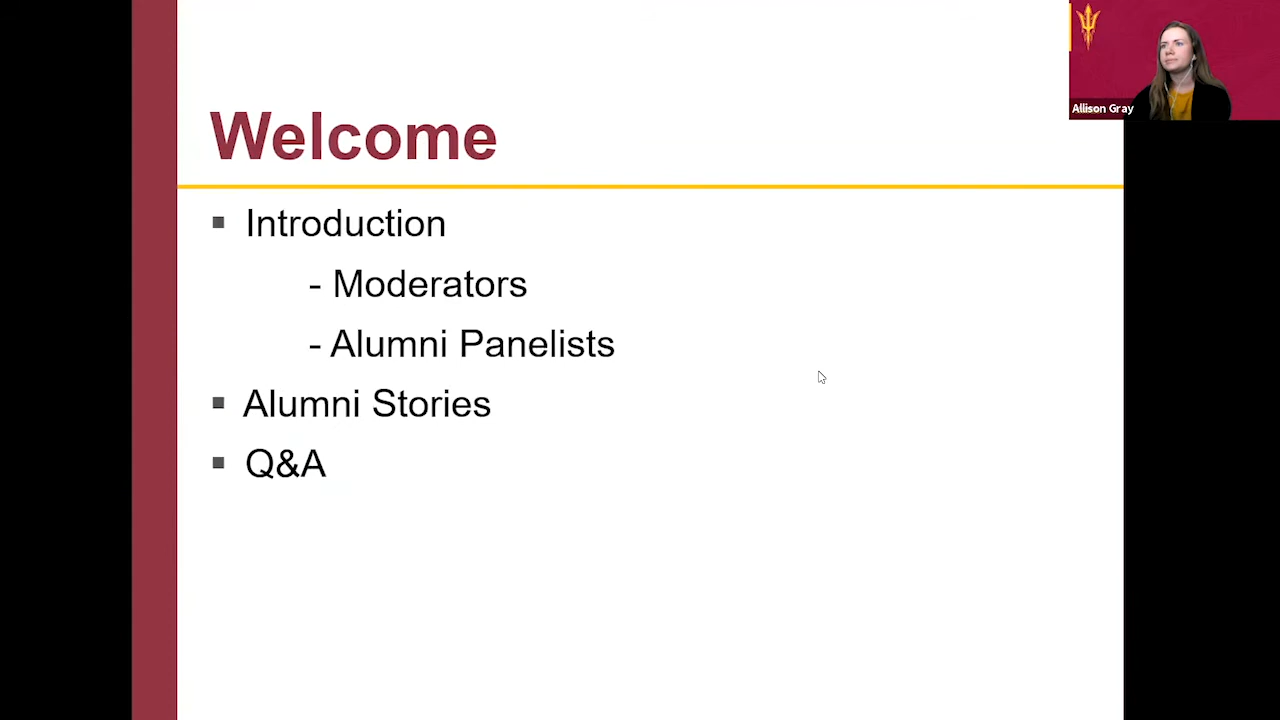 Welcome
▪ Introduction
- Moderators
- Alumni Panelists
▪ Alumni Stories
▪ Q&A
Allison Gray